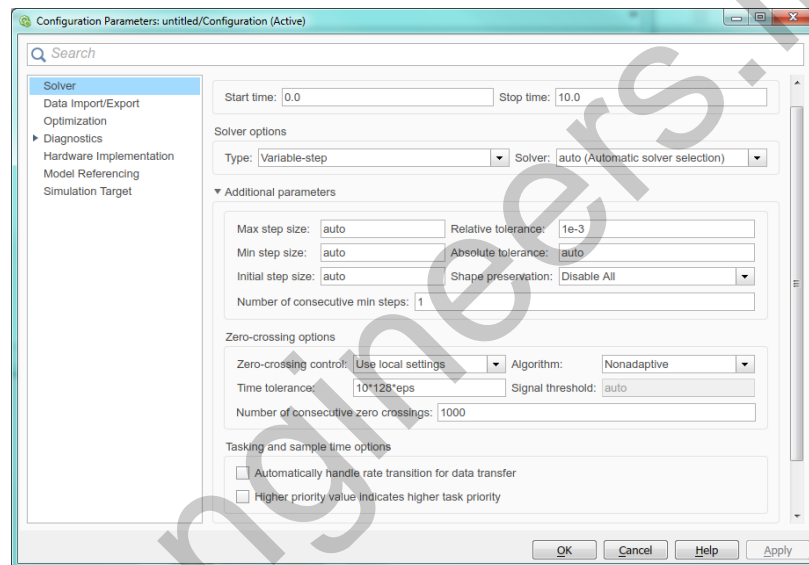 Configuration Parameters: untitled/Configuration (Active)
Search
Solver
Data Import/Export
Optimization
Diagnostics
Hardware Implementation
Model Referencing
Simulation Target
Start time: 0.0 Stop time: 10.0
Solver options
Type: Variable-step Solver: auto (Automatic solver selection)
Additional parameters
Max step size: auto Relative tolerance: 1e-3
Min step size: auto Absolute tolerance: auto
Initial step size: auto Shape preservation: Disable All
Number of consecutive min steps: 1
Zero-crossing options
Zero-crossing control: Use local settings Algorithm: Nonadaptive
Time tolerance: 10*128*eps Signal threshold: auto
Number of consecutive zero crossings: 1000
Tasking and sample time options
Automatically handle rate transition for data transfer
Higher priority value indicates higher task priority
OK Cancel Help Apply
ngineers.